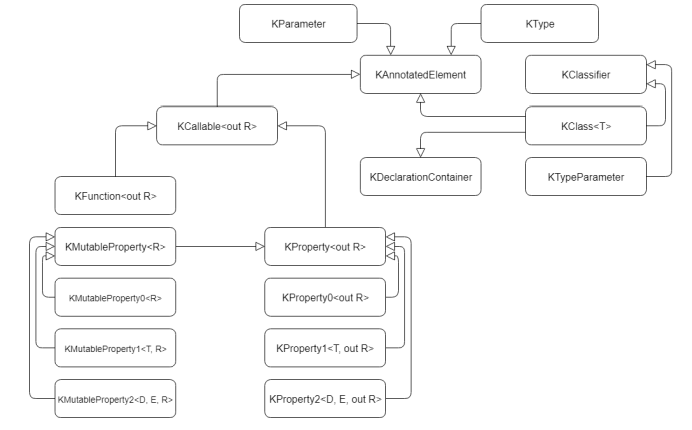 KParameter
KType
KAnnotatedElement
KClassifier
KCallable<out R>
KClass<T>
KDeclarationContainer
KTypeParameter
KFunction<out R>
KMutableProperty<R>
KProperty<out R>
KMutableProperty0<R>
KProperty0<out R>
KMutableProperty1<T, R>
KProperty1<T, out R>
KMutableProperty2<D, E, R>
KProperty2<D, E, out R>